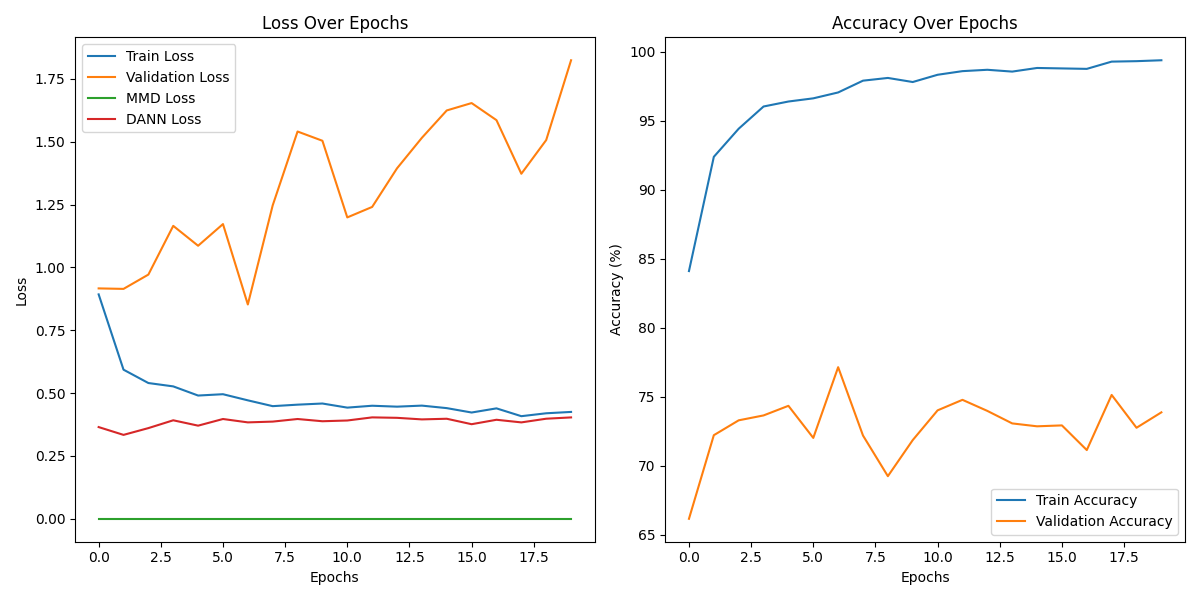 Loss Over Epochs
Train Loss
Validation Loss
MMD Loss
DANN Loss
1.75
1.50
1.25
1.00
0.75
0.50
0.25
0.00
Loss
0.0 2.5 5.0 7.5 10.0 12.5 15.0 17.5
Epochs
Accuracy Over Epochs
100
95
90
85
80
75
70
65
Accuracy (%)
Train Accuracy
Validation Accuracy
0.0 2.5 5.0 7.5 10.0 12.5 15.0 17.5
Epochs